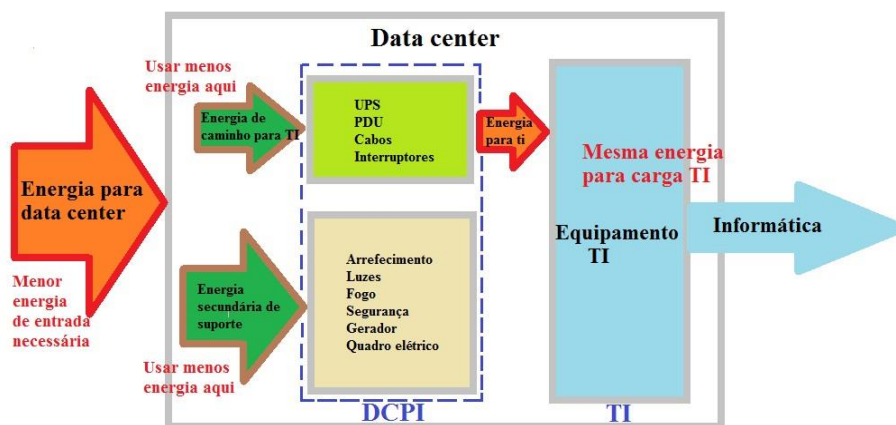 Data center
Usar menos
energia aqui
Energia para
data center
Menor
energia
de entrada
necessária
Energia de
caminho para TI
UPS
PDU
Cabos
Interruptores
Energia
para ti
Mesma energia
para carga TI
Equipamento
TI
Informática
Energia
secundária de
suporte
Usar menos
energia aqui
Arrefecimento
Luzes
Fogo
Segurança
Gerador
Quadro elétrico
DCPI
TI